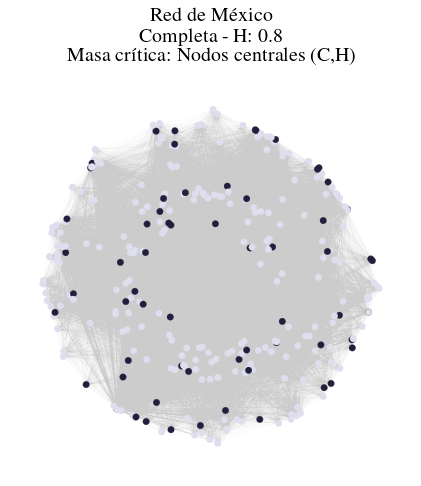 Red de México
Completa - H: 0.8
Masa crítica: Nodos centrales (C,H)